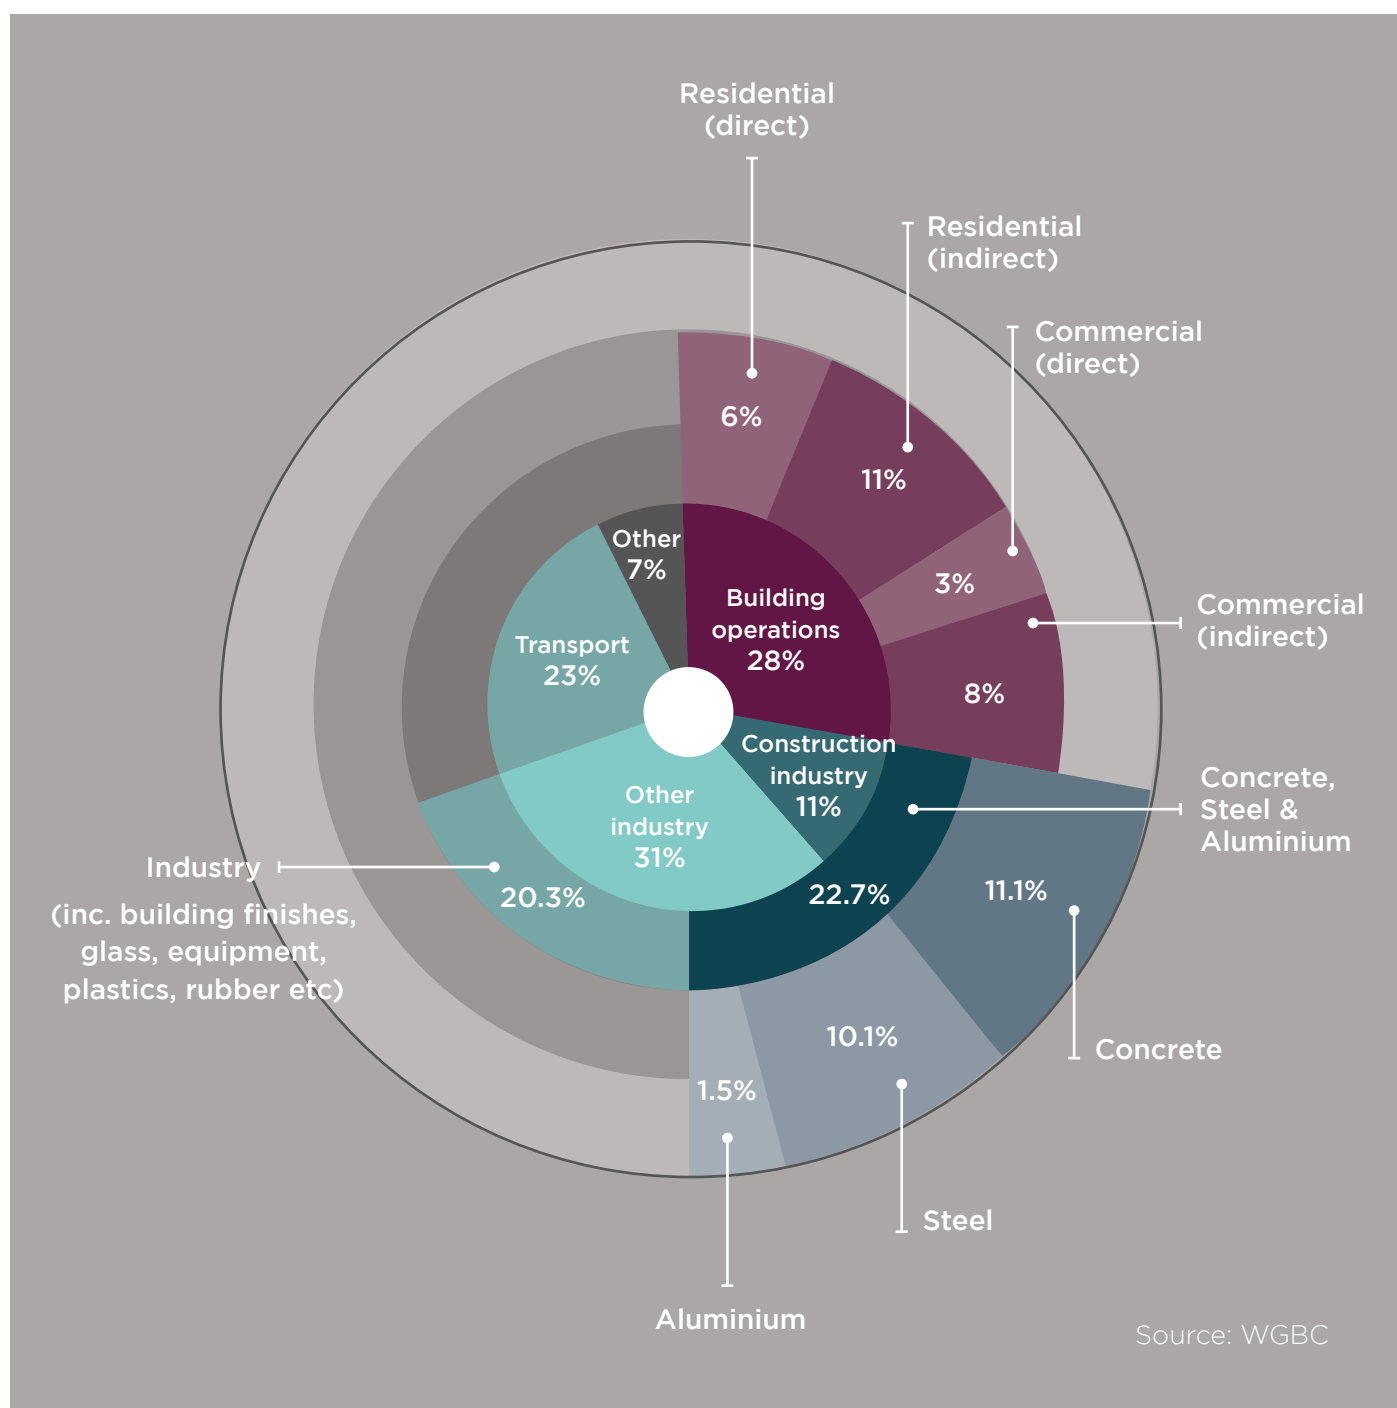 Residential
(direct)
Residential
(indirect)
Commercial
(direct)
6%
11%
3%
Other
7%
Building
operations
28%
Commercial
(indirect)
Transport
23%
8%
Construction
industry
11%
Concrete,
Steel &
Aluminium
Other
industry
31%
Industry
(inc. building finishes,
glass, equipment,
plastics, rubber etc)
20.3%
22.7%
11.1%
10.1%
Concrete
1.5%
Steel
Aluminium
Source: WGBC